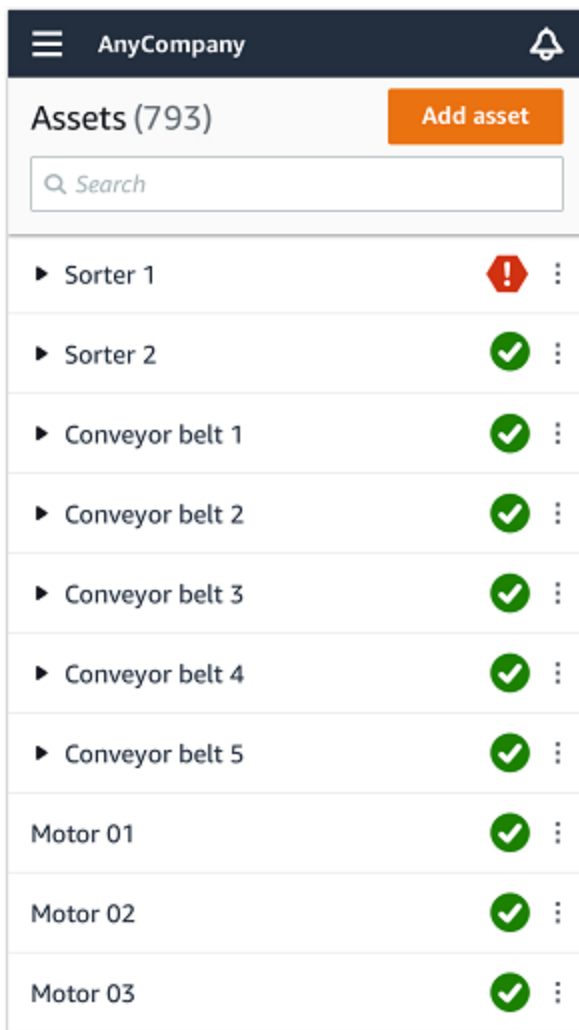 AnyCompany
Assets (793)
Add asset
Search
Sorter 1
Sorter 2
Conveyor belt 1
Conveyor belt 2
Conveyor belt 3
Conveyor belt 4
Conveyor belt 5
Motor 01
Motor 02
Motor 03